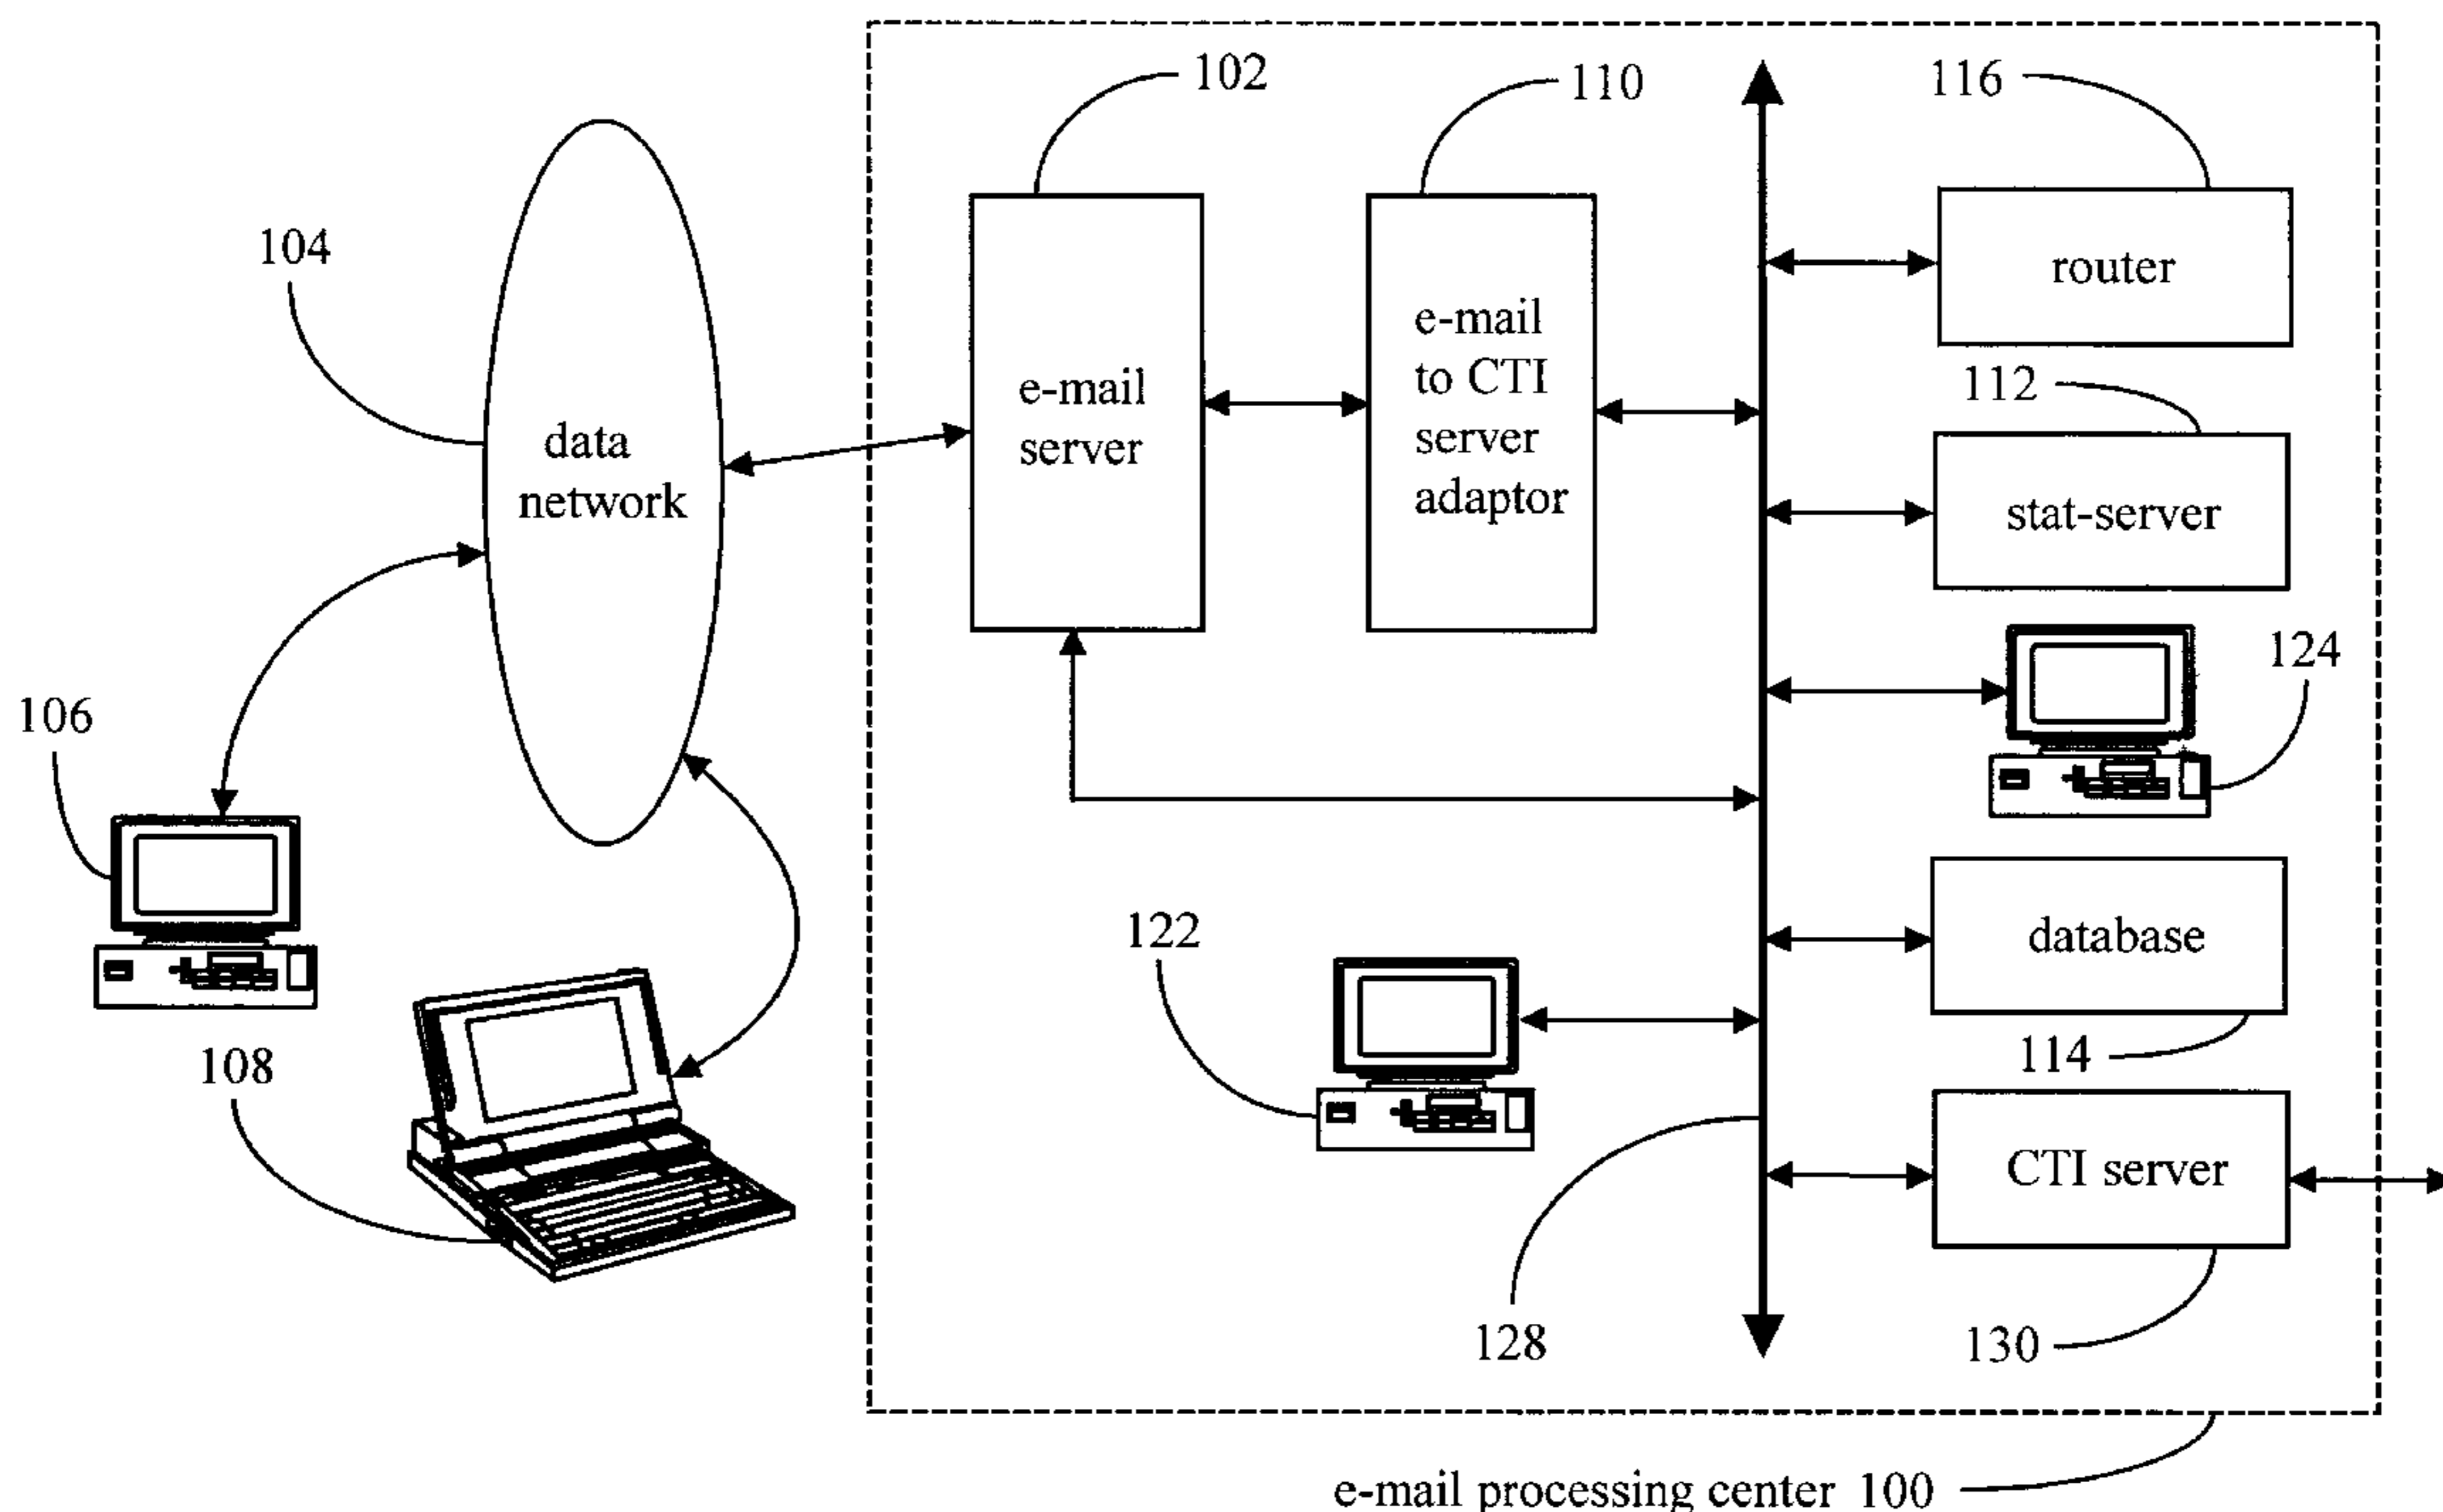 102
110
116
104
data
network
e-mail
server
e-mail
to CTI
server
adaptor
router
112
stat-server
124
106
122
database
114
108
CTI server
128
130
e-mail processing center 100